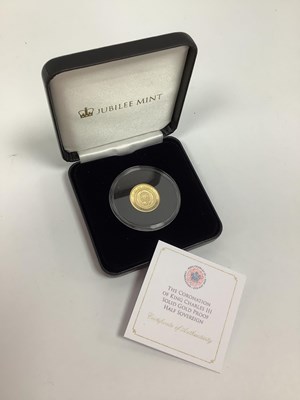 JUBILEE MINT
THE CORONATION
OF KING CHARLES III
SOLID GOLD PROOF
HALF SOVEREIGN
Certificate of Authenticity